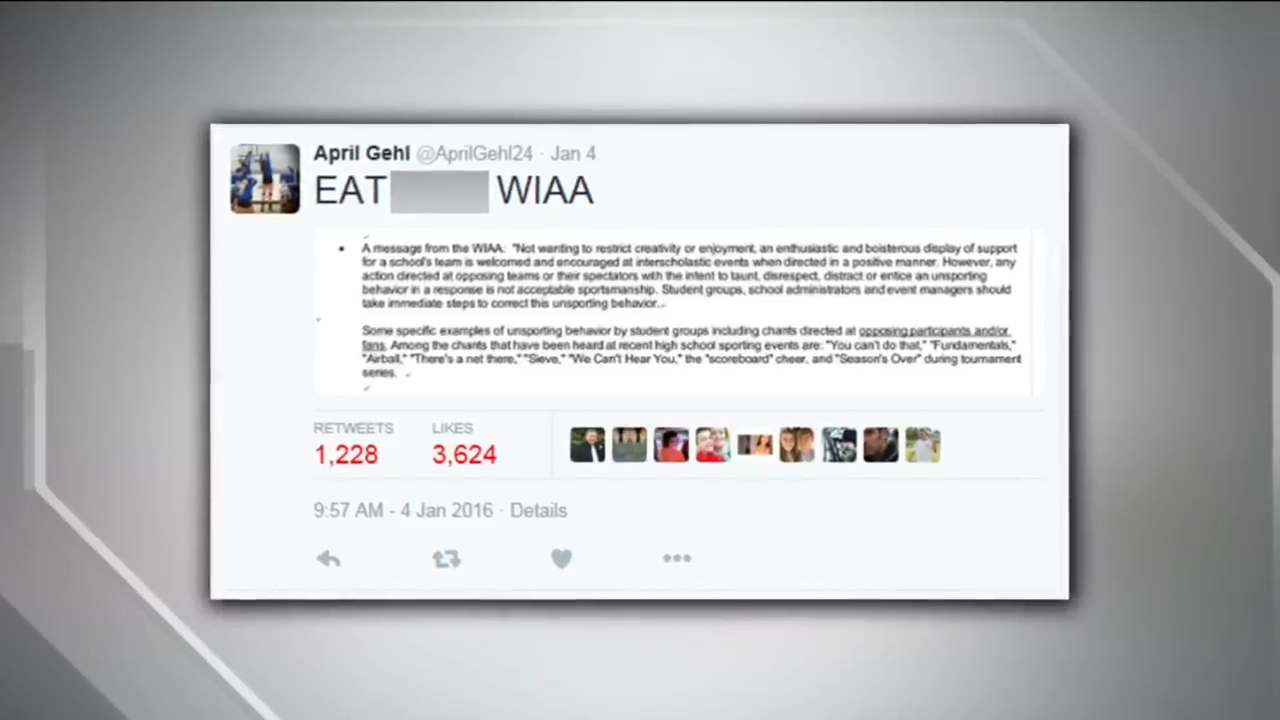 April Gehl @AprilGehl24 · Jan 4
EAT WIAA
• A message from the WIAA: "Not wanting to restrict creativity or enjoyment, an enthusiastic and boisterous display of support
for a school's team is welcomed and encouraged at interscholastic events when directed in a positive manner. However, any
action directed at opposing teams or their spectators with the intent to taunt, disrespect, distract or entice an unsporting
behavior in a response is not acceptable sportsmanship. Student groups, school administrators and event managers should
take immediate steps to correct this unsporting behavior.
Some specific examples of unsporting behavior by student groups including chants directed at opposing participants and/or
fans. Among the chants that have been heard at recent high school sporting events are: "You can't do that," "Fundamentals,"
"Airball," "There's a net there," "Sieve," "We Can't Hear You," the "scoreboard" cheer, and "Season's Over" during tournament
series.
RETWEETS LIKES
1,228 3,624
9:57 AM - 4 Jan 2016 · Details